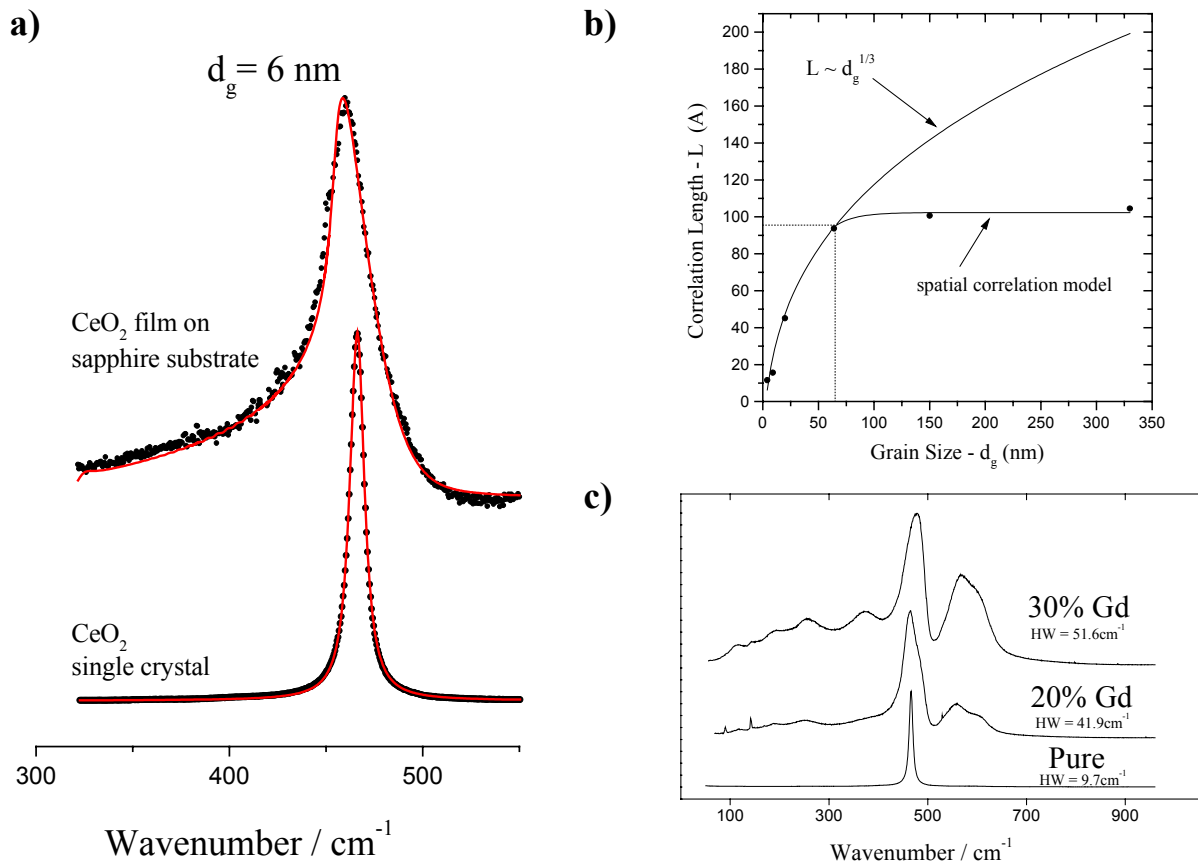 a)
d_g= 6 nm
CeO₂ film on
sapphire substrate
CeO₂
single crystal
300
400
500
Wavenumber / cm⁻¹
b)
200
180
160
140
120
100
80
60
40
20
0
Correlation Length - L (A)
L ~ d_g^1/3
spatial correlation model
0
50
100
150
200
250
300
350
Grain Size - d_g (nm)
c)
30% Gd
HW = 51.6cm⁻¹
20% Gd
HW = 41.9cm⁻¹
Pure
HW = 9.7cm⁻¹
100
300
500
700
900
Wavenumber / cm⁻¹